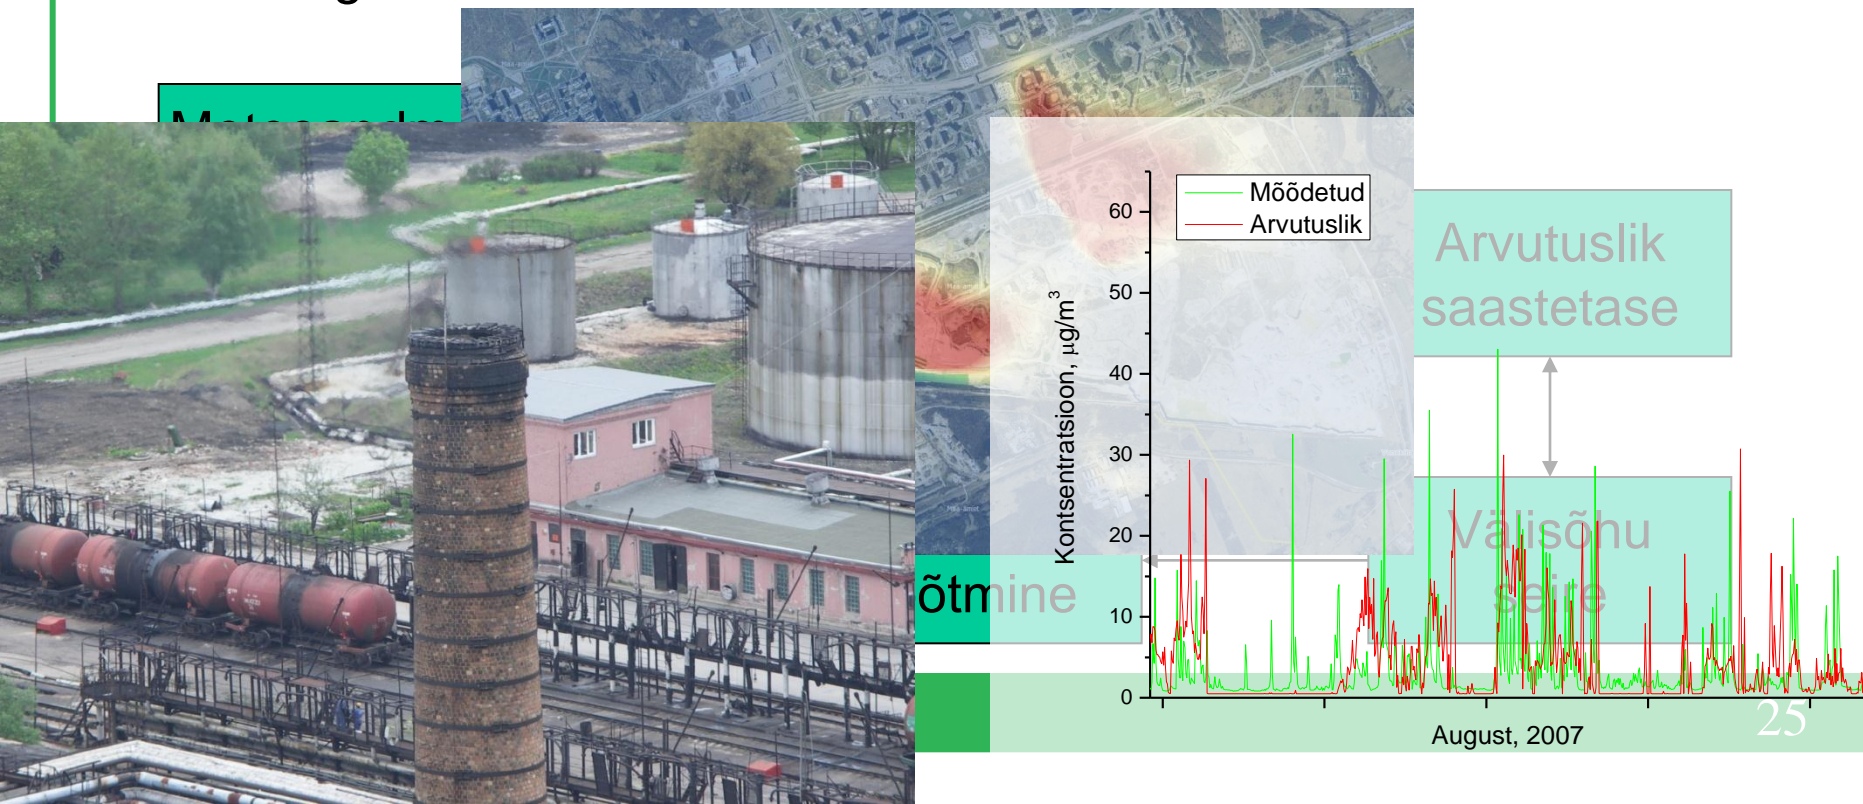 Mõõdetud
Arvutuslik
60
50
40
30
20
10
0
Kontsentratsioon, µg/m³
August, 2007
Arvutuslik
saastetase
Välisõhu
seire
õtmine
25